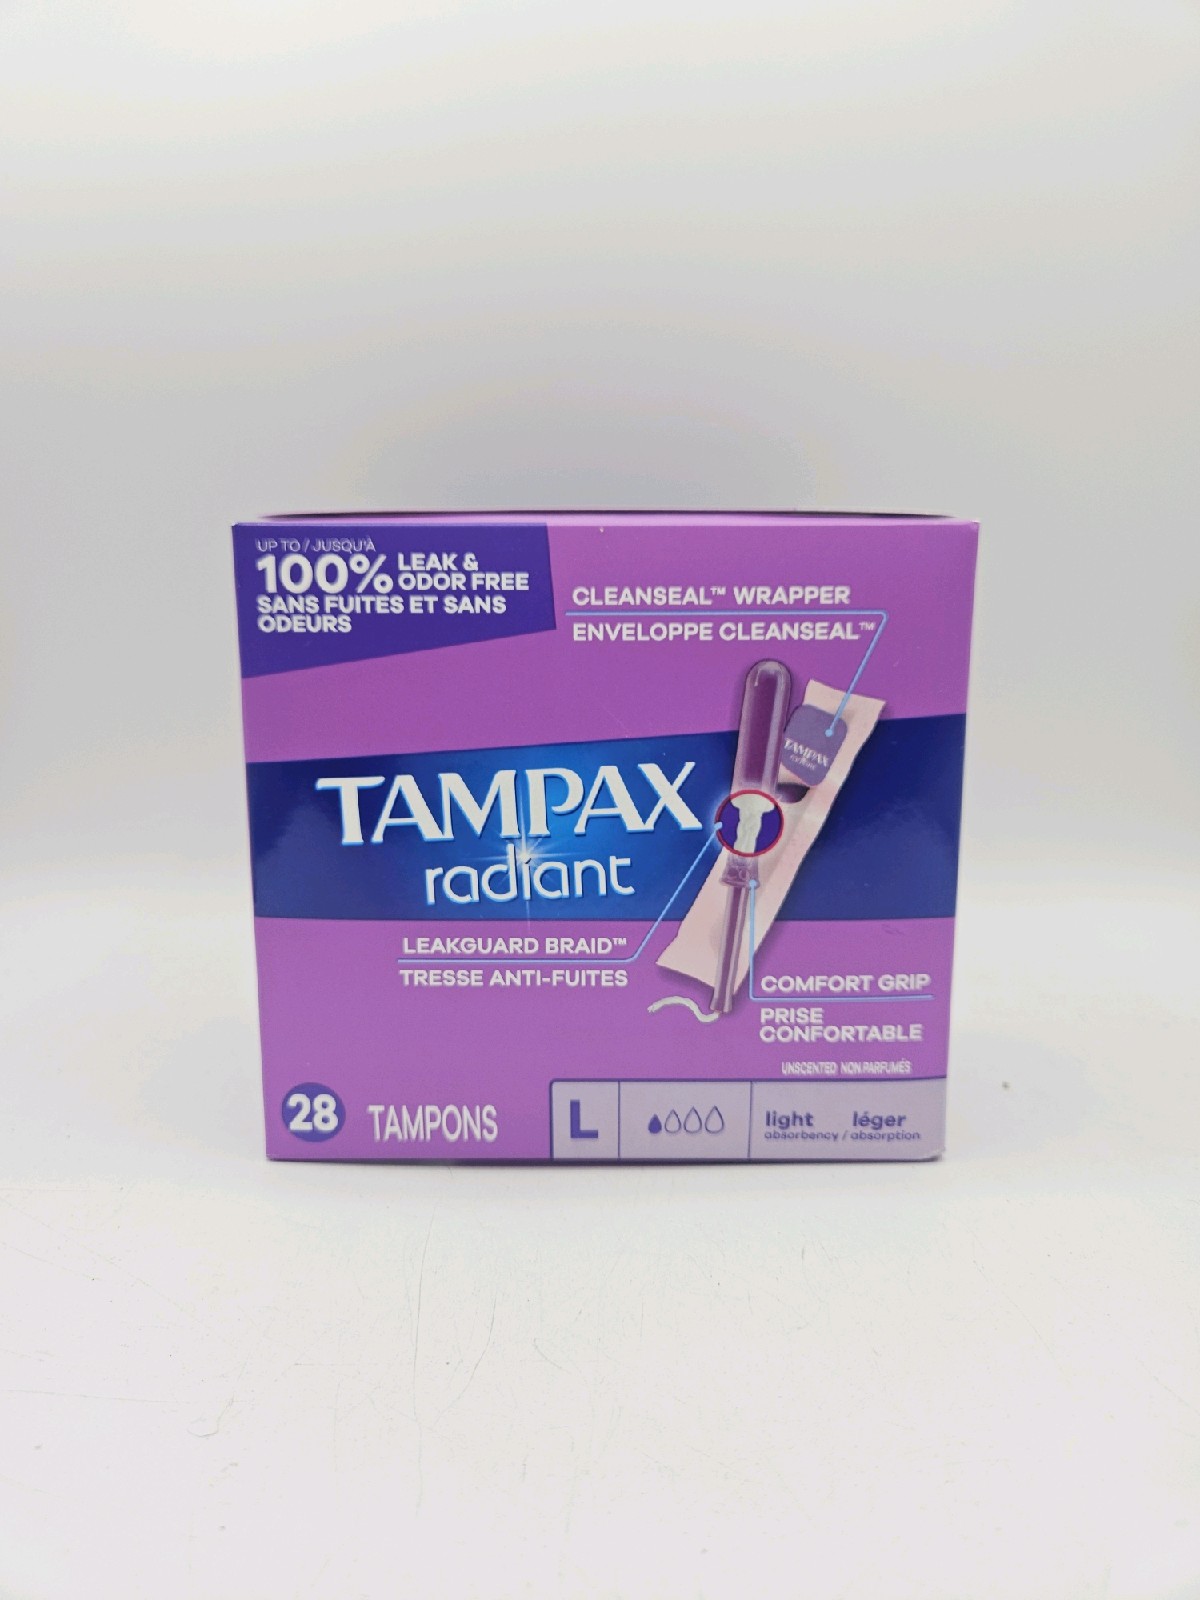 UP TO / JUSQU'À
100% LEAK &
ODOR FREE
SANS FUITES ET SANS
ODEURS
CLEANSEAL™ WRAPPER
ENVELOPPE CLEANSEAL™
TAMPAX
radiant
TAMPAX
radiant
LEAKGUARD BRAID™
TRESSE ANTI-FUITES
COMFORT GRIP
PRISE
CONFORTABLE
UNSCENTED NON PARFUMÉS
28 TAMPONS
L
light léger
absorbency / absorption